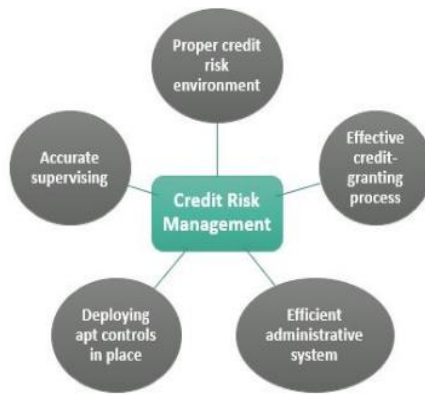 Proper credit
risk
environment
Accurate
supervising
Effective
credit-
granting
process
Credit Risk
Management
Deploying
apt controls
in place
Efficient
administrative
system